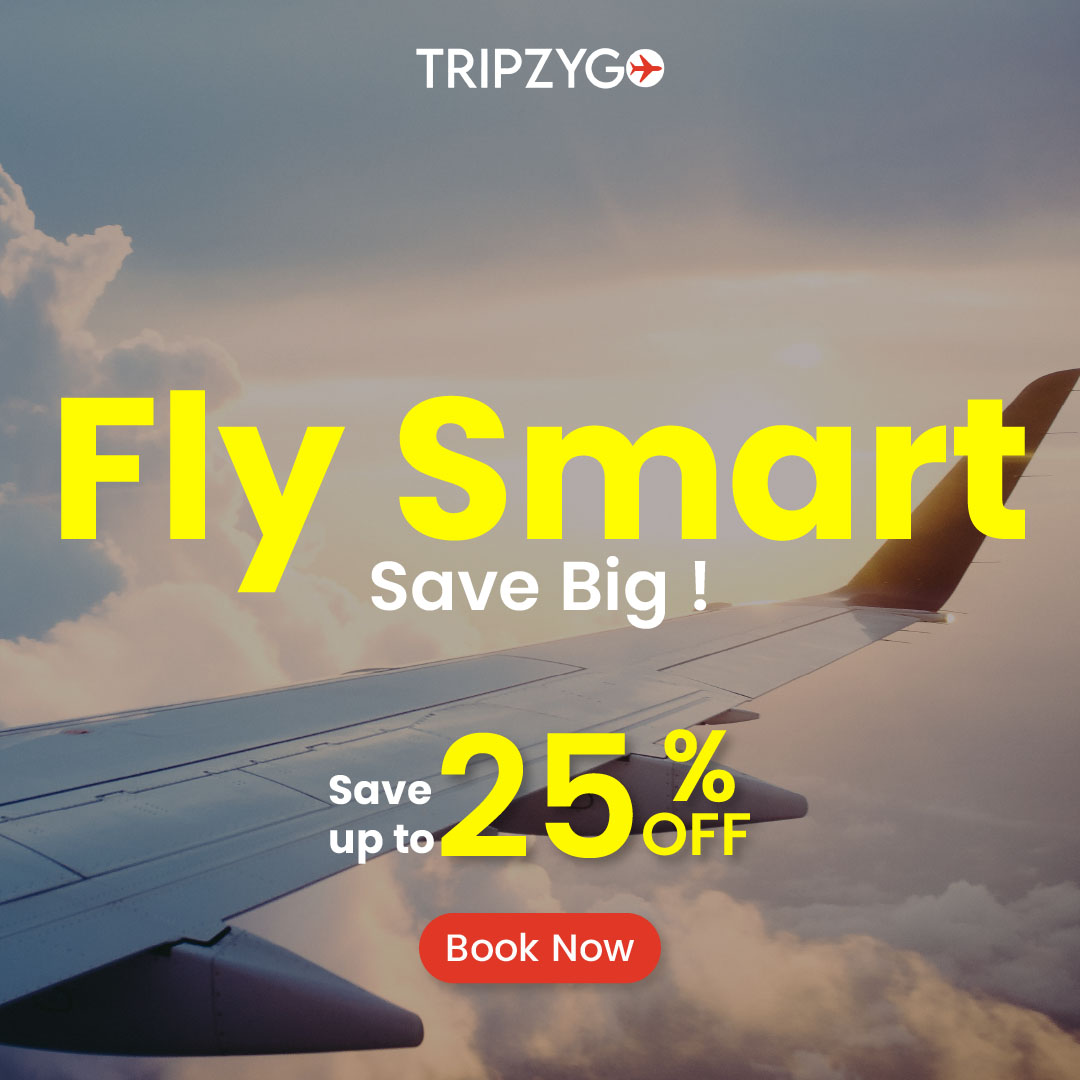 TRIPZYGO
Fly Smart
Save Big !
Save
up to
25%
OFF
Book Now